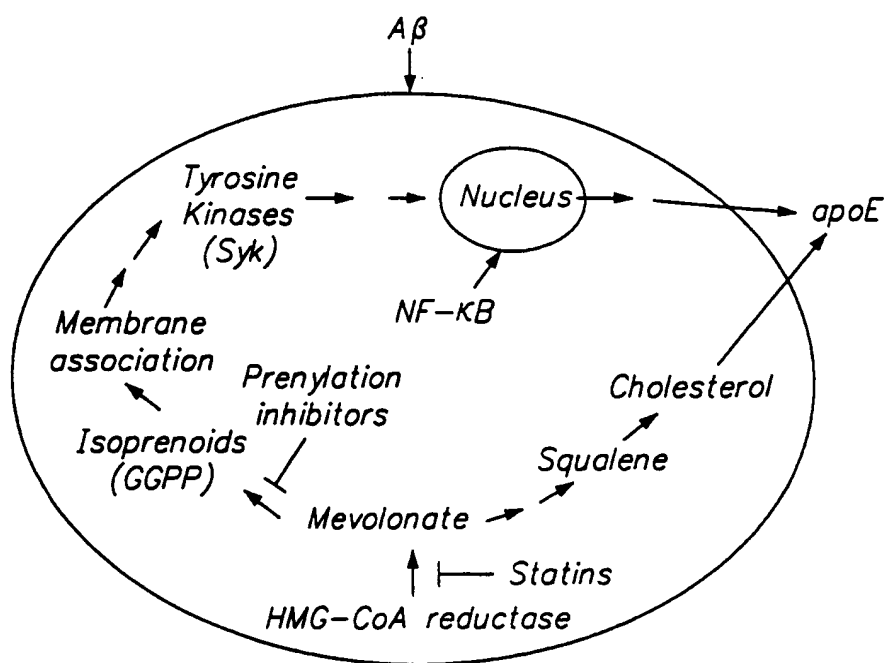 Aβ
Tyrosine
Kinases
(Syk)
Nucleus
apoE
NF-κB
Membrane
association
Prenylation
inhibitors
Cholesterol
Isoprenoids
(GGPP)
Squalene
Mevolonate
Statins
HMG-CoA reductase